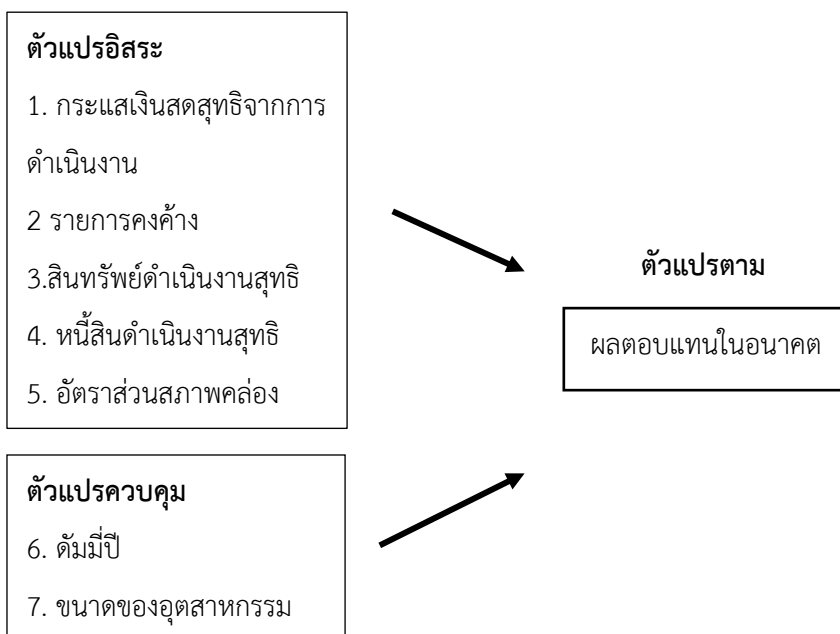 ตัวแปรอิสระ
1. กระแสเงินสดสุทธิจากการ
ดำเนินงาน
2 รายการคงค้าง
3.สินทรัพย์ดำเนินงานสุทธิ
4. หนี้สินดำเนินงานสุทธิ
5. อัตราส่วนสภาพคล่อง
ตัวแปรตาม
ผลตอบแทนในอนาคต
ตัวแปรควบคุม
6. ดัมมี่ปี
7. ขนาดของอุตสาหกรรม